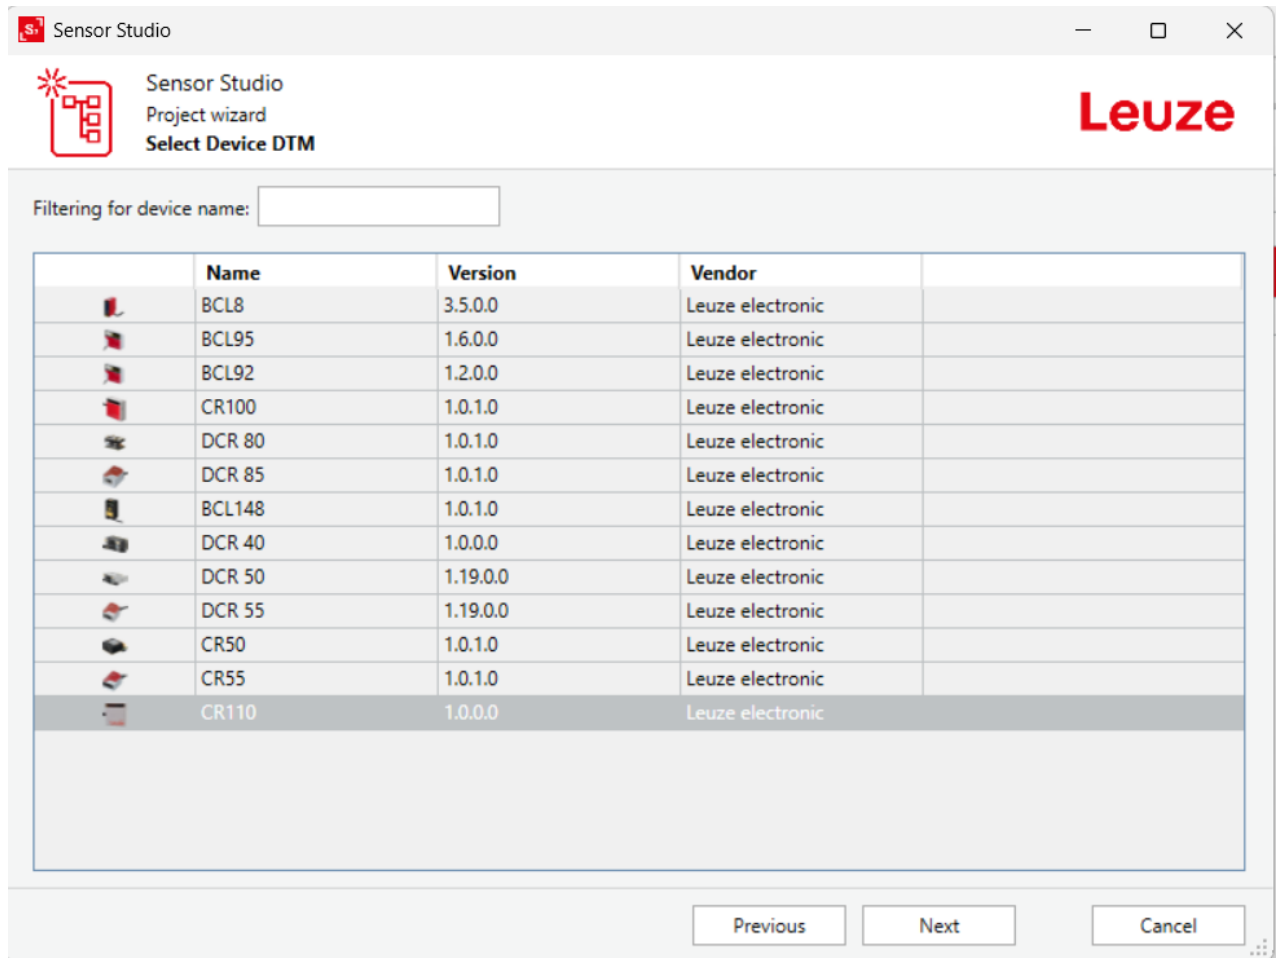 Sensor Studio
Sensor Studio
Project wizard
Select Device DTM
Leuze
Filtering for device name:
Name Version Vendor
BCL8 3.5.0.0 Leuze electronic
BCL95 1.6.0.0 Leuze electronic
BCL92 1.2.0.0 Leuze electronic
CR100 1.0.1.0 Leuze electronic
DCR 80 1.0.1.0 Leuze electronic
DCR 85 1.0.1.0 Leuze electronic
BCL148 1.0.1.0 Leuze electronic
DCR 40 1.0.0.0 Leuze electronic
DCR 50 1.19.0.0 Leuze electronic
DCR 55 1.19.0.0 Leuze electronic
CR50 1.0.1.0 Leuze electronic
CR55 1.0.1.0 Leuze electronic
CR110 1.0.0.0 Leuze electronic
Previous Next Cancel